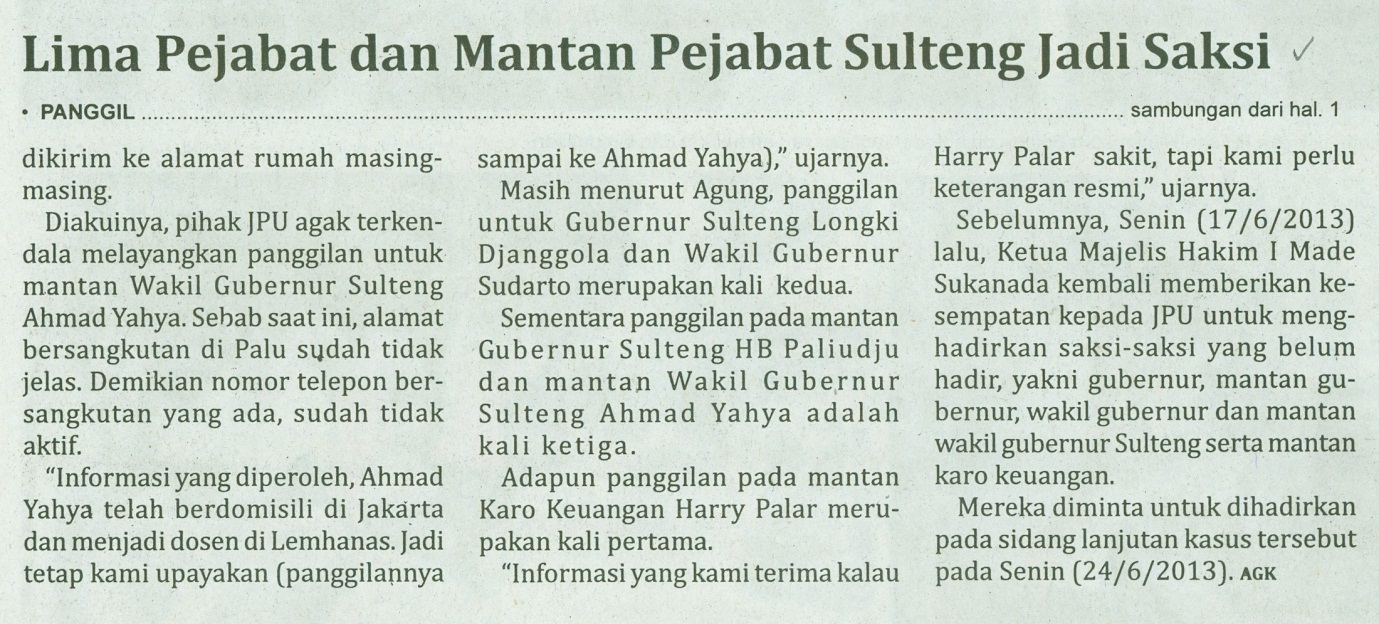 Lima Pejabat dan Mantan Pejabat Sulteng Jadi Saksi
• PANGGIL ........ sambungan dari hal. 1
dikirim ke alamat rumah masing-
masing.
Diakuinya, pihak JPU agak terken-
dala melayangkan panggilan untuk
mantan Wakil Gubernur Sulteng
Ahmad Yahya. Sebab saat ini, alamat
bersangkutan di Palu sudah tidak
jelas. Demikian nomor telepon ber-
sangkutan yang ada, sudah tidak
aktif.
“Informasi yang diperoleh, Ahmad
Yahya telah berdomisili di Jakarta
dan menjadi dosen di Lemhanas. Jadi
tetap kami upayakan (panggilannya
sampai ke Ahmad Yahya),” ujarnya.
Masih menurut Agung, panggilan
untuk Gubernur Sulteng Longki
Djanggola dan Wakil Gubernur
Sudarto merupakan kali kedua.
Sementara panggilan pada mantan
Gubernur Sulteng HB Paliudju
dan mantan Wakil Gubernur
Sulteng Ahmad Yahya adalah
kali ketiga.
Adapun panggilan pada mantan
Karo Keuangan Harry Palar meru-
pakan kali pertama.
“Informasi yang kami terima kalau
Harry Palar sakit, tapi kami perlu
keterangan resmi,” ujarnya.
Sebelumnya, Senin (17/6/2013)
lalu, Ketua Majelis Hakim I Made
Sukanada kembali memberikan ke-
sempatan kepada JPU untuk meng-
hadirkan saksi-saksi yang belum
hadir, yakni gubernur, mantan gu-
bernur, wakil gubernur dan mantan
wakil gubernur Sulteng serta mantan
karo keuangan.
Mereka diminta untuk dihadirkan
pada sidang lanjutan kasus tersebut
pada Senin (24/6/2013). AGK